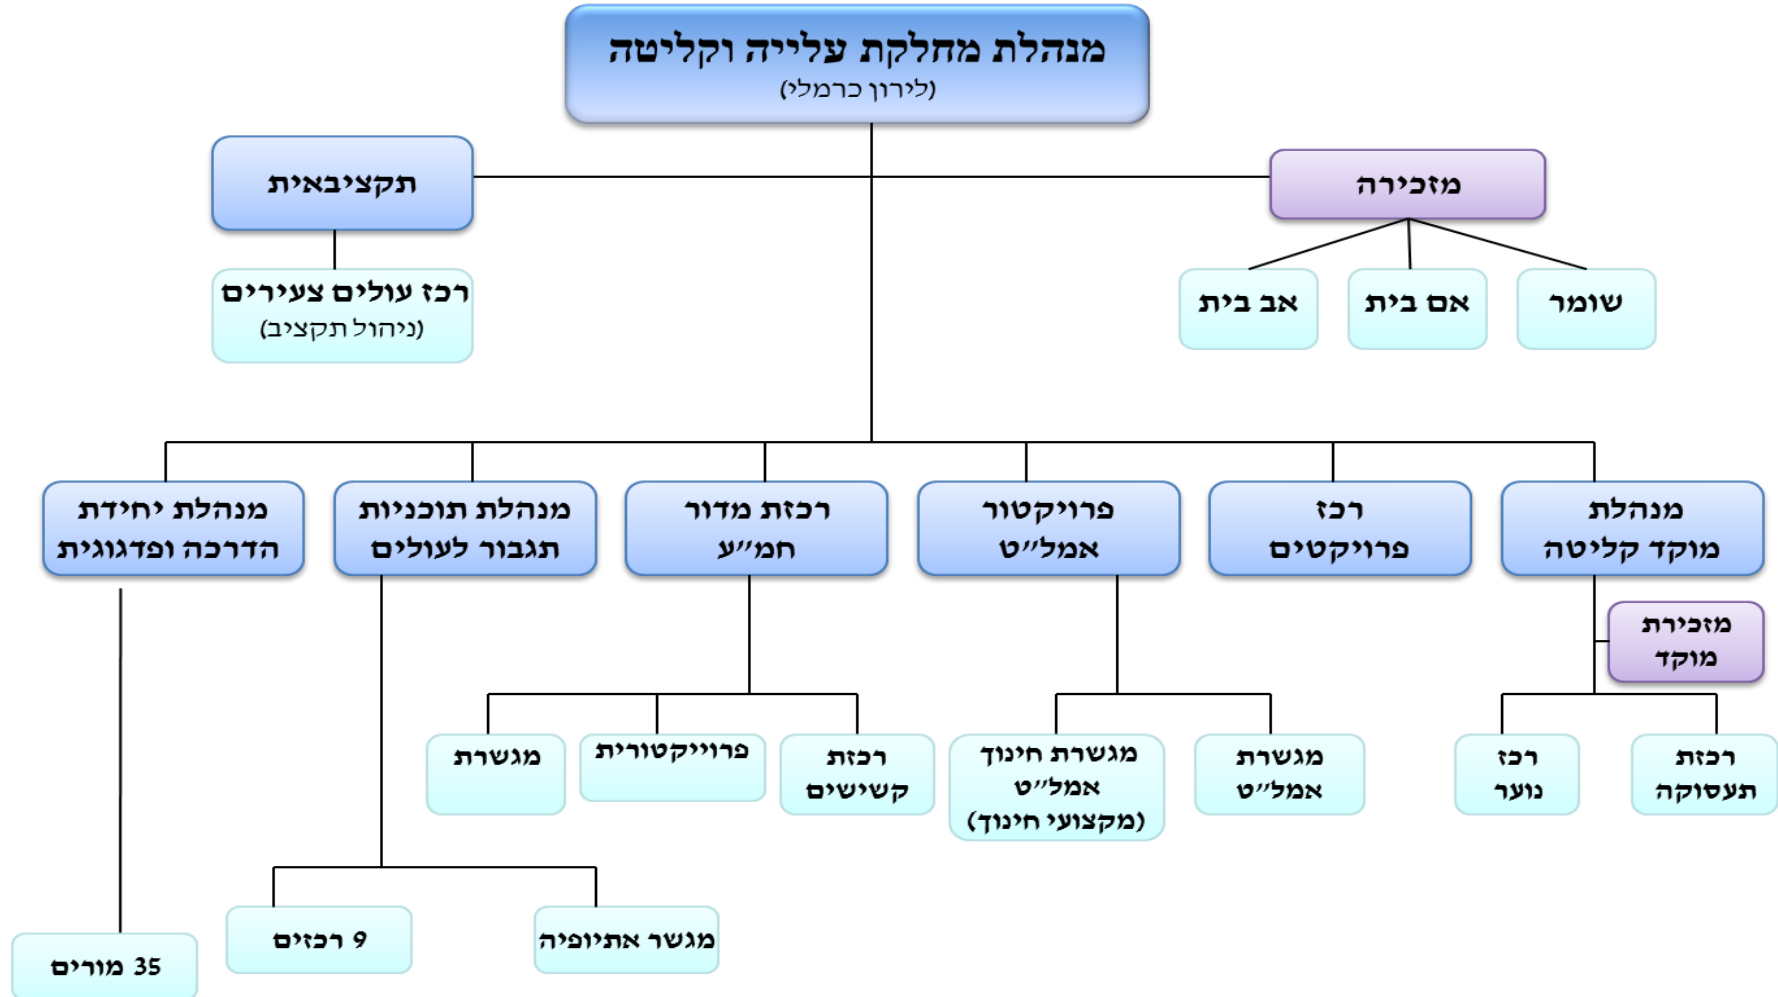 מנהלת מחלקת עלייה וקליטה
(לירון כרמלי)
מזכירה
תקציבאית
שומר
אם בית
אב בית
רכז עולים צעירים
(ניהול תקציב)
מנהלת
מוקד קליטה
רכז
פרויקטים
פרויקטור
אמל״ט
רכזת מדור
חמ״ע
מנהלת תוכניות
תגבור לעולים
מנהלת יחידת
הדרכה ופדגוגית
מזכירת
מוקד
רכזת
תעסוקה
רכז
נוער
מגשרת
אמל״ט
מגשרת חינוך
אמל״ט
(מקצועי חינוך)
רכזת
קשישים
פרוייקטורית
מגשרת
מגשר אתיופיה
9 רכזים
35 מורים